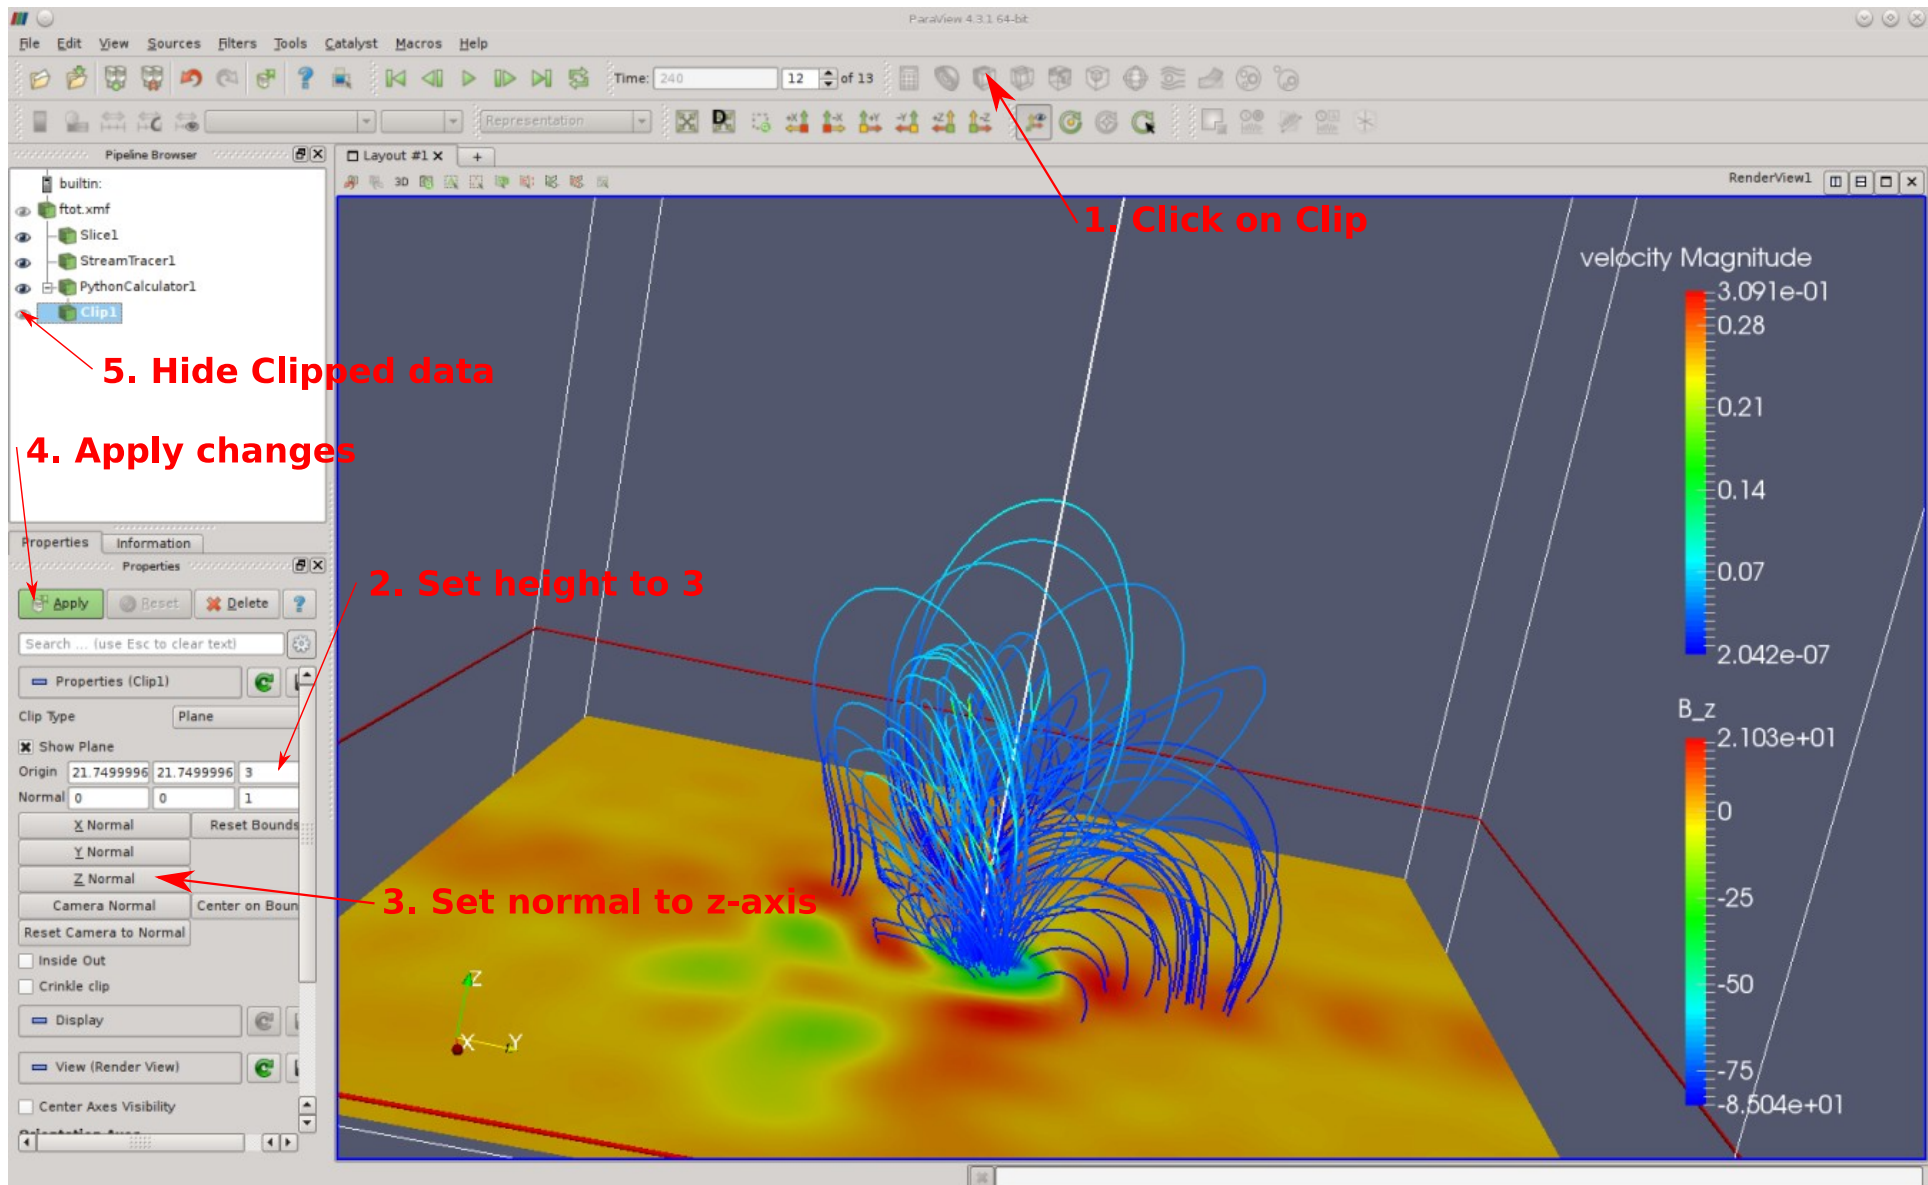 ParaView 4.3.1 64-bit
File Edit View Sources Filters Tools Catalyst Macros Help
Time: 240 12 of 13
Representation
D +X -X +Y -Y +Z -Z
Pipeline Browser
Layout #1
3D
RenderView1
builtin:
ftot.xmf
Slice1
StreamTracer1
PythonCalculator1
Clip1
1. Click on Clip
5. Hide Clipped data
4. Apply changes
2. Set height to 3
3. Set normal to z-axis
Properties Information
Properties
Apply Reset Delete ?
Search ... (use Esc to clear text)
Properties (Clip1)
Clip Type Plane
Show Plane
Origin 21.7499996 21.7499996 3
Normal 0 0 1
X Normal Reset Bounds
Y Normal
Z Normal
Camera Normal Center on Boun
Reset Camera to Normal
Inside Out
Crinkle clip
Display
View (Render View)
Center Axes Visibility
velocity Magnitude
3.091e-01
0.28
0.21
0.14
0.07
2.042e-07
B_z
2.103e+01
0
-25
-50
-75
-8.504e+01
Z
X
Y